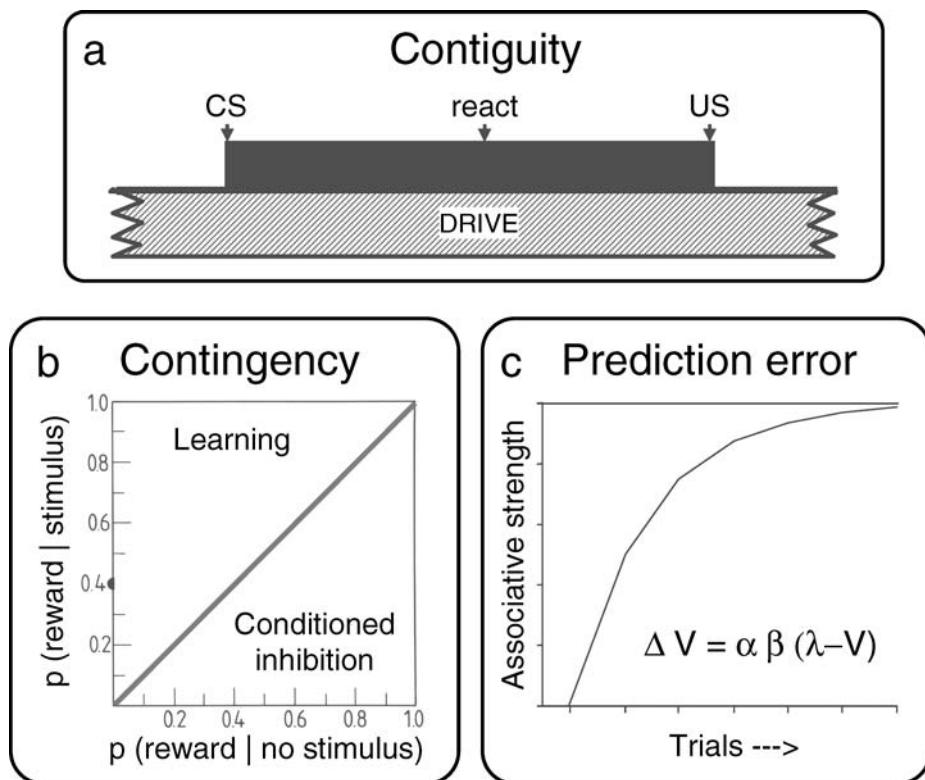 a
Contiguity
CS react US
DRIVE
b Contingency
p (reward | stimulus)
1.0
0.8
0.6
0.4
0.2
Learning
Conditioned
inhibition
0.2 0.4 0.6 0.8 1.0
p (reward | no stimulus)
c Prediction error
Associative strength
Δ V = α β (λ–V)
Trials --->